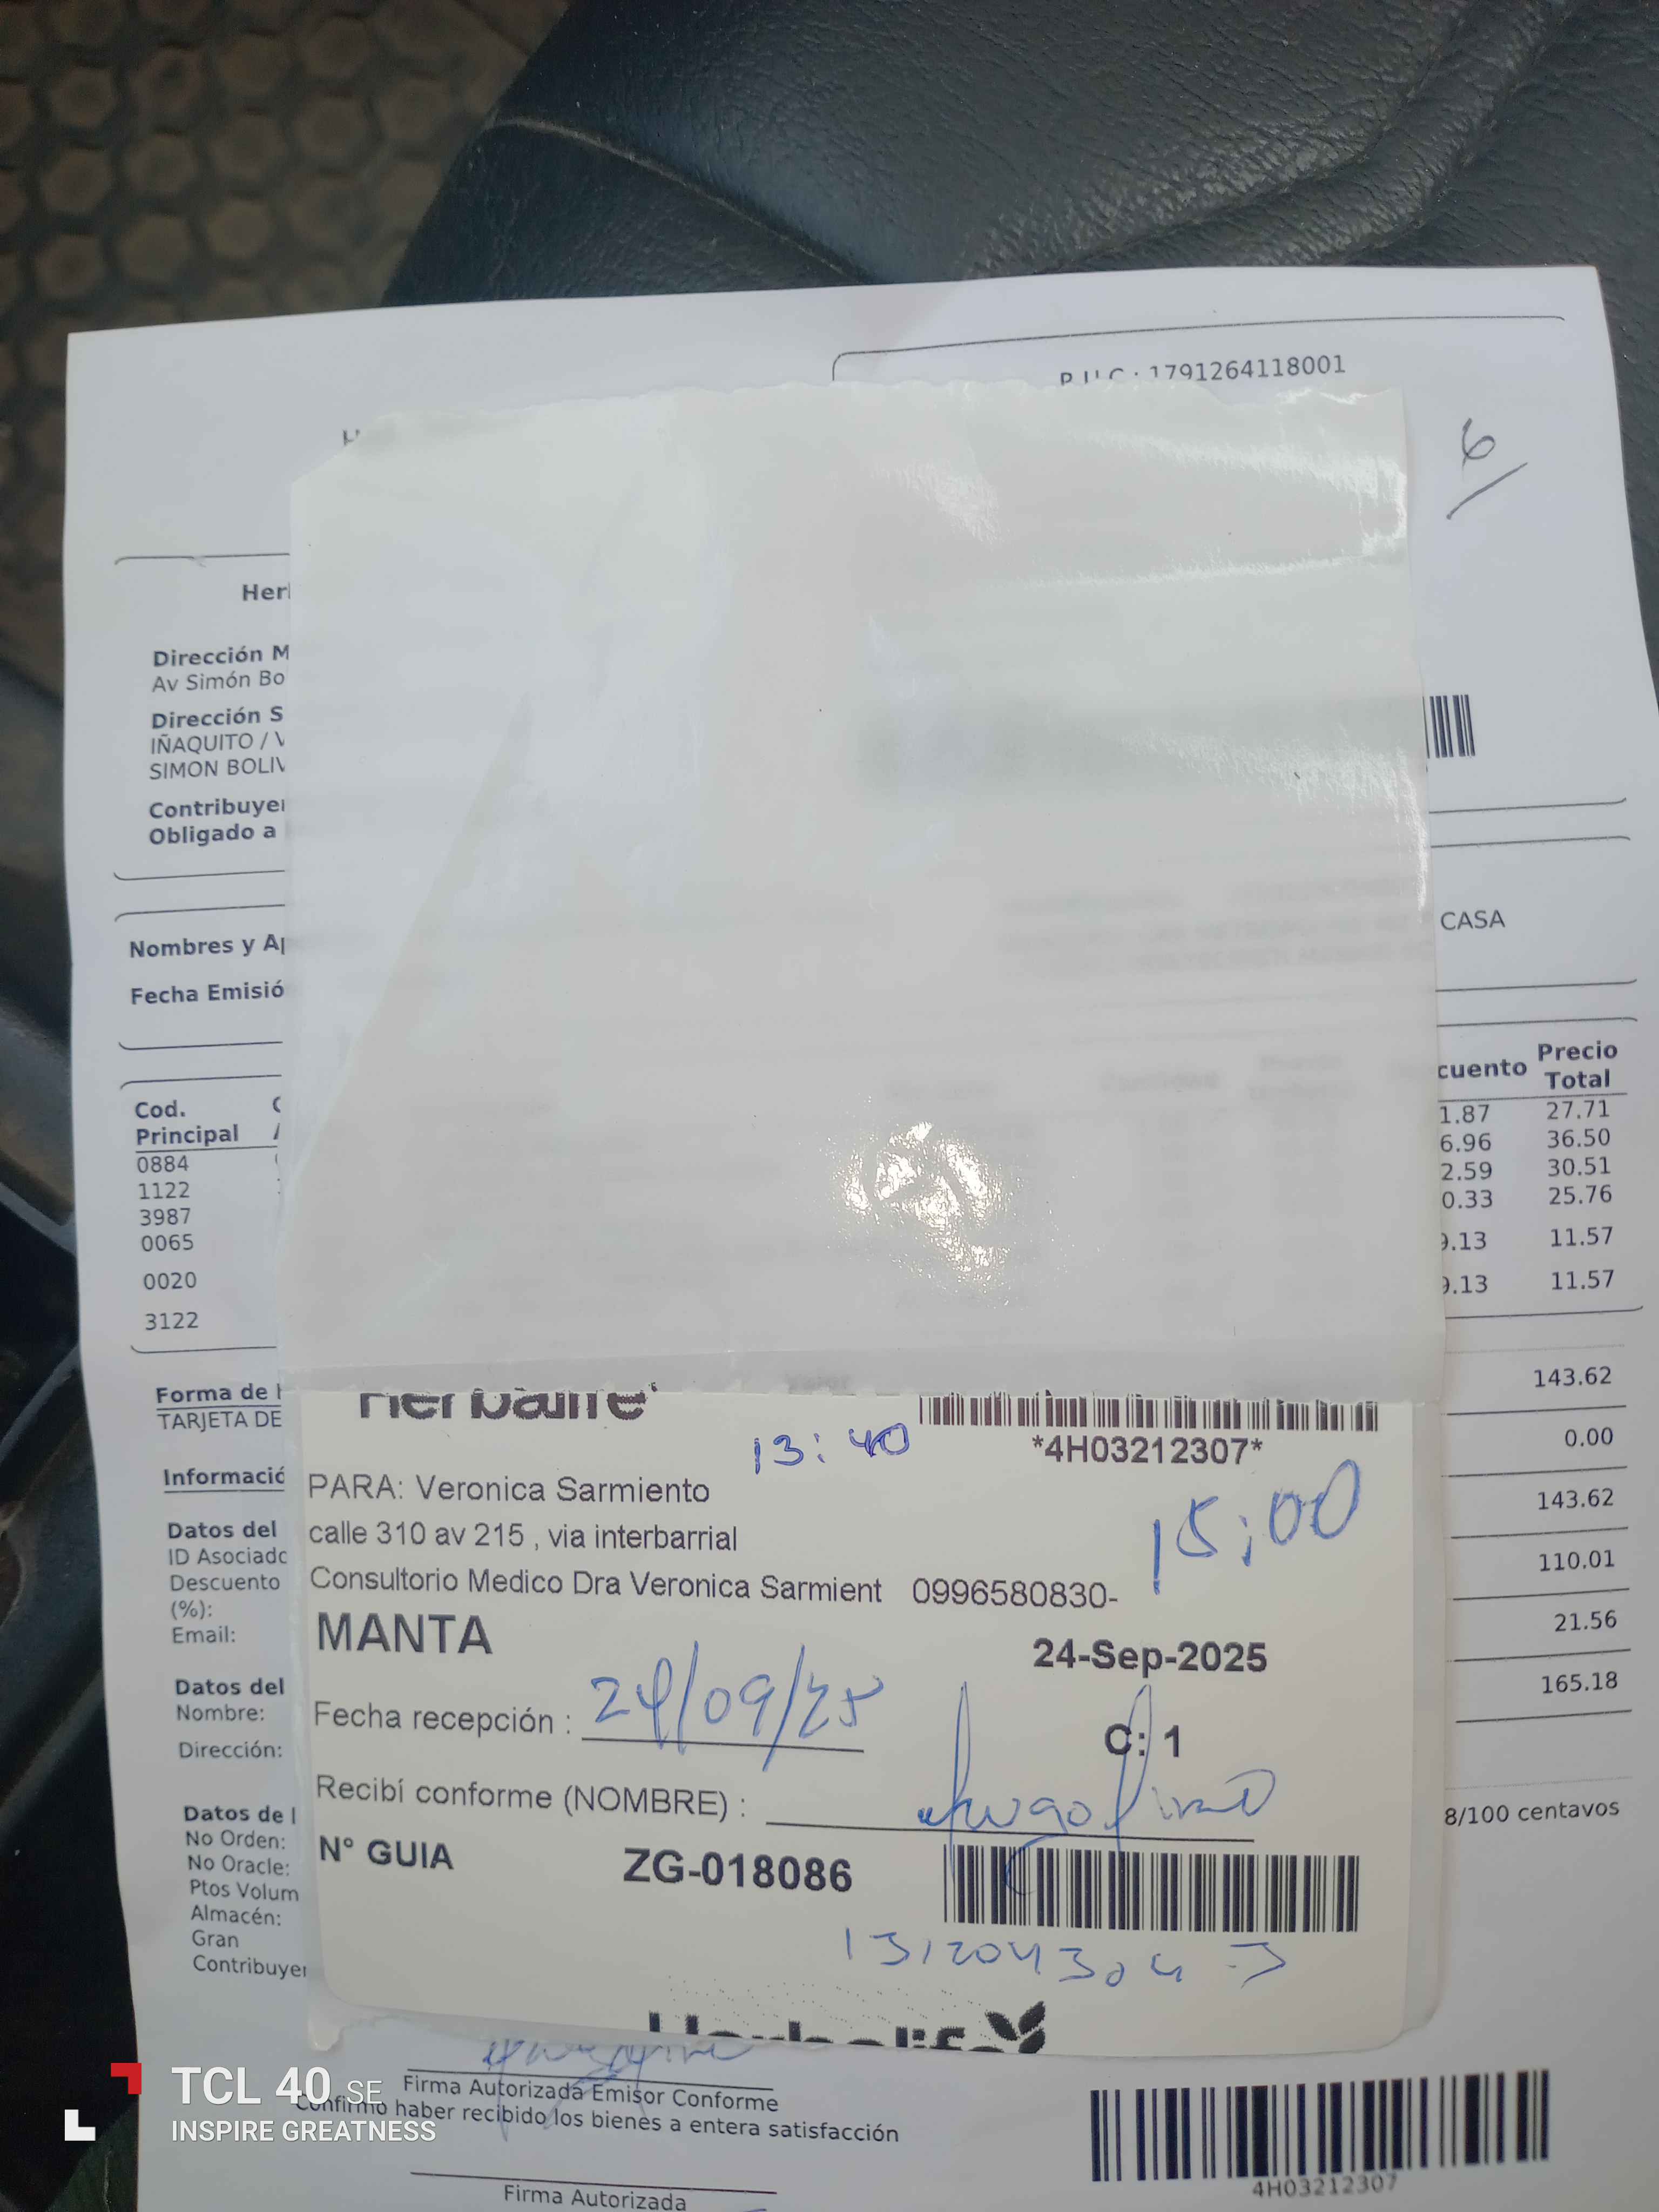 R.U.C.: 1791264118001
6
Dirección M
Av Simón Bo
Dirección S
IÑAQUITO / V
SIMON BOLIV
Contribuye
Obligado a
Nombres y Ap
CASA
Fecha Emisió
Cod. Principal
cuento
Precio Total
0884
1.87 27.71
1122
6.96 36.50
3987
2.59 30.51
0065
0.33 25.76
0020
9.13 11.57
3122
9.13 11.57
Forma de
TARJETA DE
143.62
0.00
143.62
110.01
21.56
165.18
Informació
Datos del
ID Asociado
Descuento
(%):
Email:
Datos del
Nombre:
Dirección:
Datos de l
No Orden:
No Oracle:
Ptos Volum
Almacén:
Gran
Contribuye
8/100 centavos
Herbalife
13:40
*4H03212307*
PARA: Veronica Sarmiento
15:00
calle 310 av 215 , via interbarrial
Consultorio Medico Dra Veronica Sarmient 0996580830-
MANTA
24-Sep-2025
Fecha recepción : 24/09/25
C: 1
Recibí conforme (NOMBRE) :
N° GUIA ZG-018086
Herbalife
Firma Autorizada Emisor Conforme
Confirmo haber recibido los bienes a entera satisfacción
Firma Autorizada
4H03212307
TCL 40 SE
INSPIRE GREATNESS